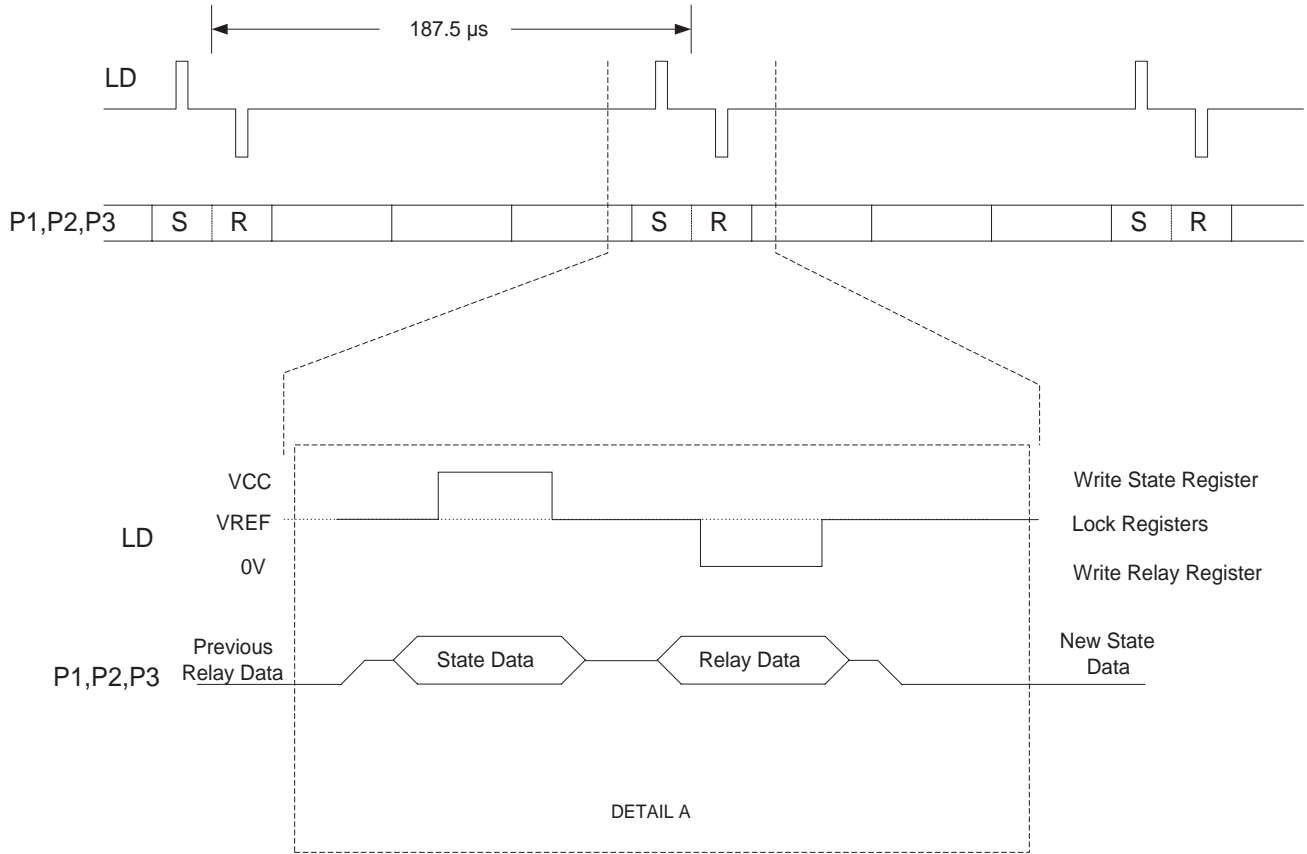 187.5 µs
LD
P1,P2,P3 S R S R S R
VCC Write State Register
VREF Lock Registers
LD
0V Write Relay Register
Previous
Relay Data
State Data
Relay Data
New State
Data
P1,P2,P3
DETAIL A